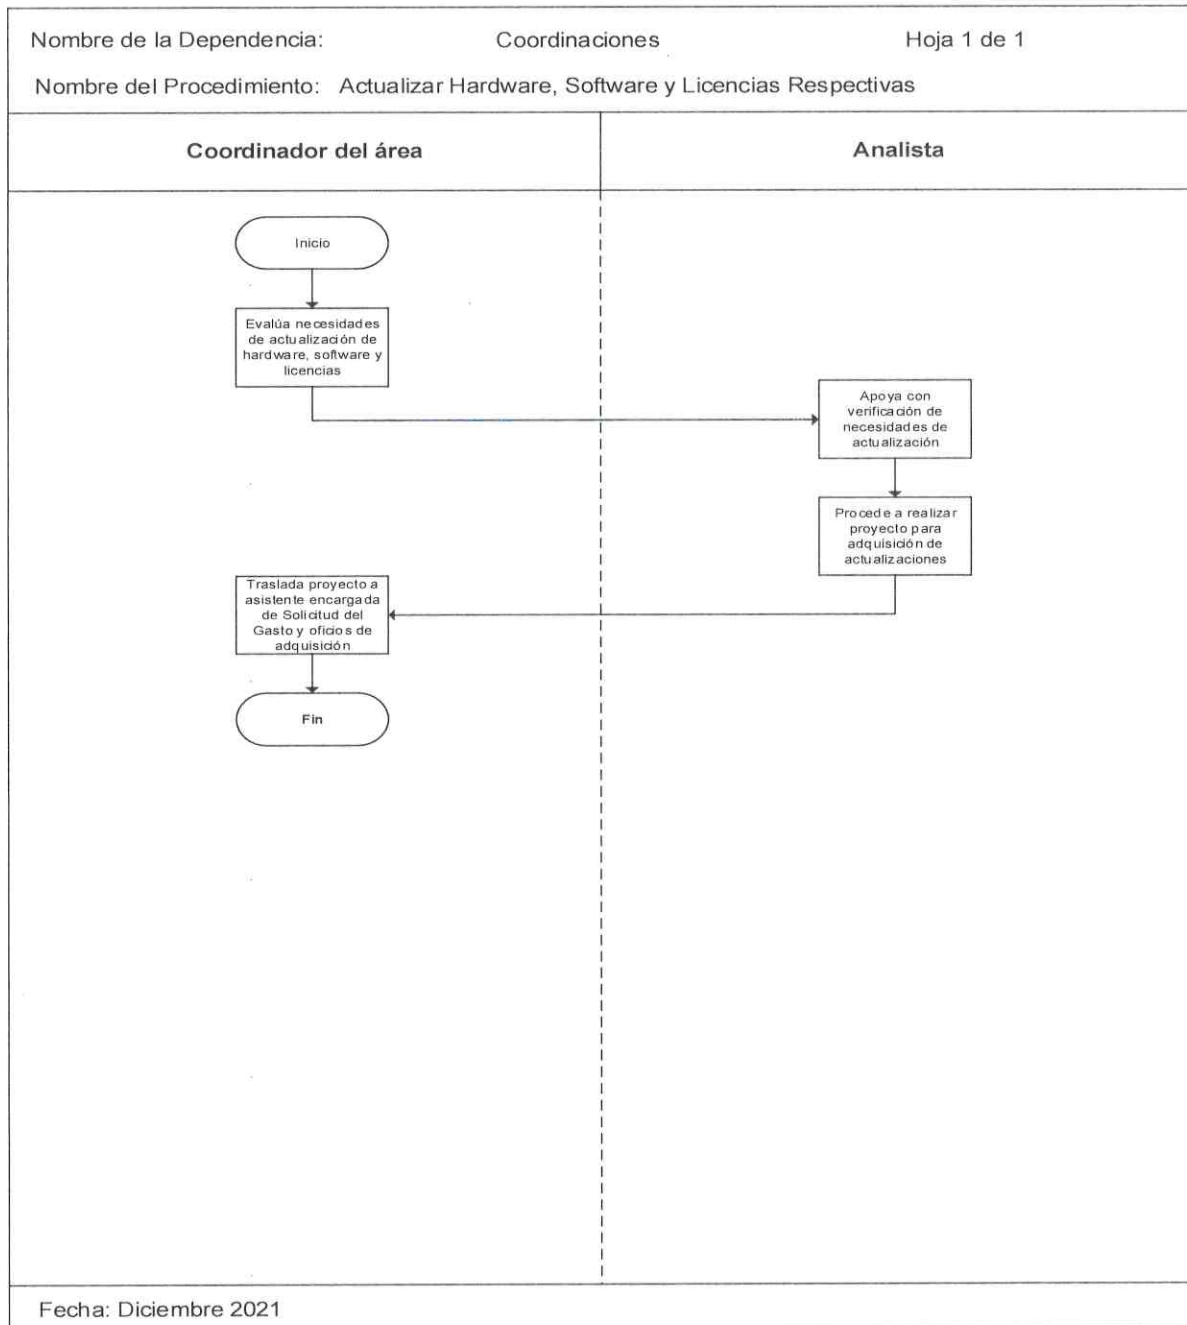 Nombre de la Dependencia: Coordinaciones Hoja 1 de 1
Nombre del Procedimiento: Actualizar Hardware, Software y Licencias Respectivas
Coordinador del área Analista
Inicio
Evalúa necesidades
de actualización de
hardware, software y
licencias
Apoya con
verificación de
necesidades de
actualización
Procede a realizar
proyecto para
adquisición de
actualizaciones
Traslada proyecto a
asistente encargada
de Solicitud del
Gasto y oficios de
adquisición
Fin
Fecha: Diciembre 2021